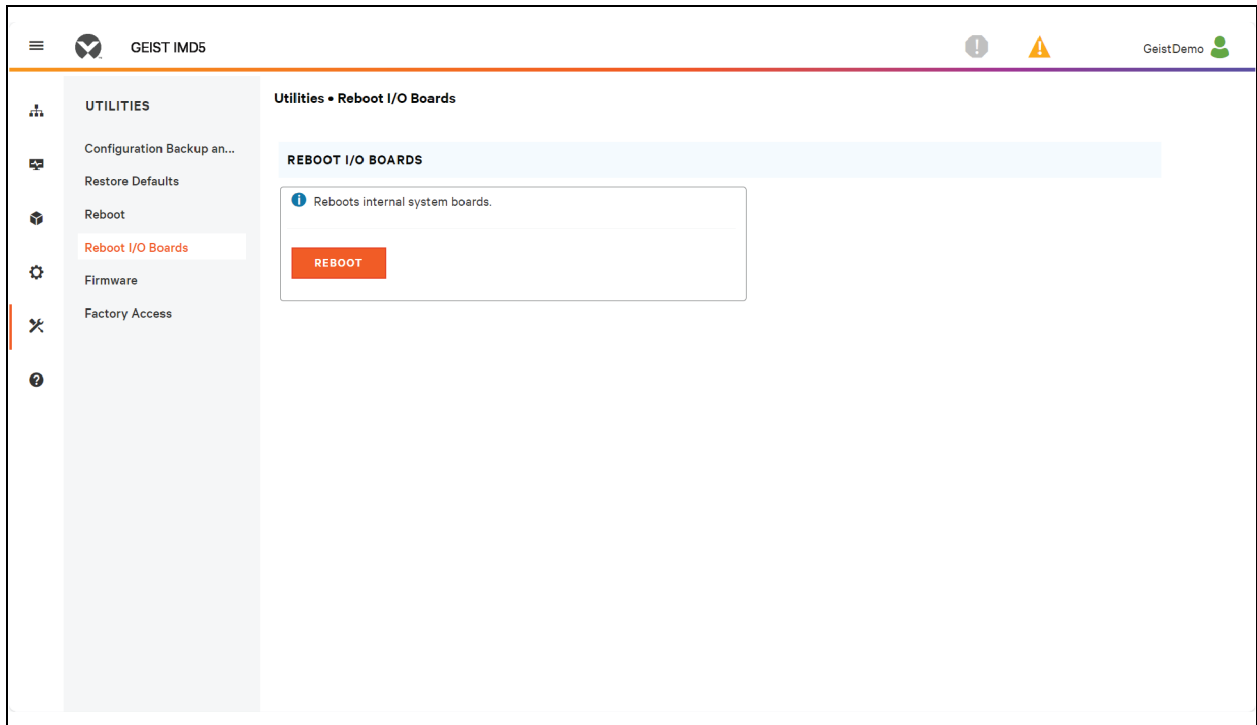 GEIST IMD5
GeistDemo
UTILITIES
Configuration Backup an...
Restore Defaults
Reboot
Reboot I/O Boards
Firmware
Factory Access
Utilities • Reboot I/O Boards
REBOOT I/O BOARDS
Reboots internal system boards.
REBOOT